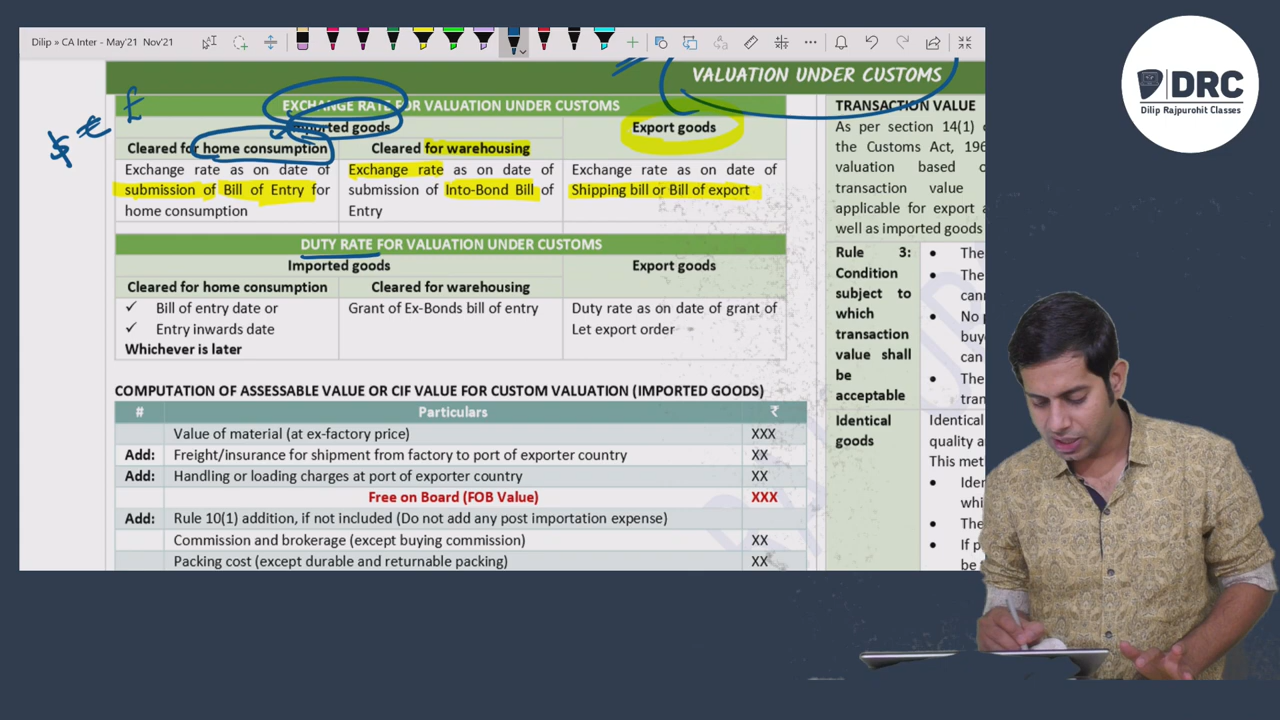 Dilip » CA Inter - May'21 Nov'21
DRC
Dilip Rajpurohit Classes
VALUATION UNDER CUSTOMS
$ € £
EXCHANGE RATE FOR VALUATION UNDER CUSTOMS
Imported goods
Export goods
Cleared for home consumption
Cleared for warehousing
Exchange rate as on date of submission of Bill of Entry for home consumption
Exchange rate as on date of submission of Into-Bond Bill of Entry
Exchange rate as on date of Shipping bill or Bill of export
DUTY RATE FOR VALUATION UNDER CUSTOMS
Imported goods
Export goods
Cleared for home consumption
Cleared for warehousing
✓ Bill of entry date or
✓ Entry inwards date
Whichever is later
Grant of Ex-Bonds bill of entry
Duty rate as on date of grant of Let export order
COMPUTATION OF ASSESSABLE VALUE OR CIF VALUE FOR CUSTOM VALUATION (IMPORTED GOODS)
# Particulars ₹
Value of material (at ex-factory price) XXX
Add: Freight/insurance for shipment from factory to port of exporter country XX
Add: Handling or loading charges at port of exporter country XX
Free on Board (FOB Value) XXX
Add: Rule 10(1) addition, if not included (Do not add any post importation expense)
Commission and brokerage (except buying commission) XX
Packing cost (except durable and returnable packing) XX
TRANSACTION VALUE
As per section 14(1)
the Customs Act, 196
valuation based
transaction value
applicable for export
well as imported goods
Rule 3:
Condition
subject to
which
transaction
value shall
be
acceptable
• The
• The
• No
• The
Identical
goods
Identical
quality
This